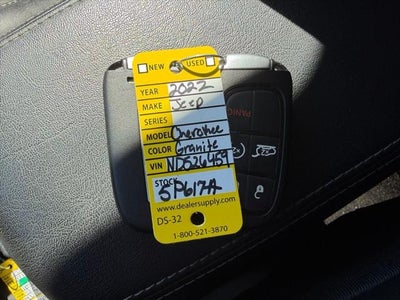 NEW USED
YEAR 2022
MAKE Jeep
SERIES
MODEL Cherokee
COLOR Granite
VIN ND526459
STOCK 5P617A
www.dealersupply.com
DS-32
1-800-521-3870
PANIC